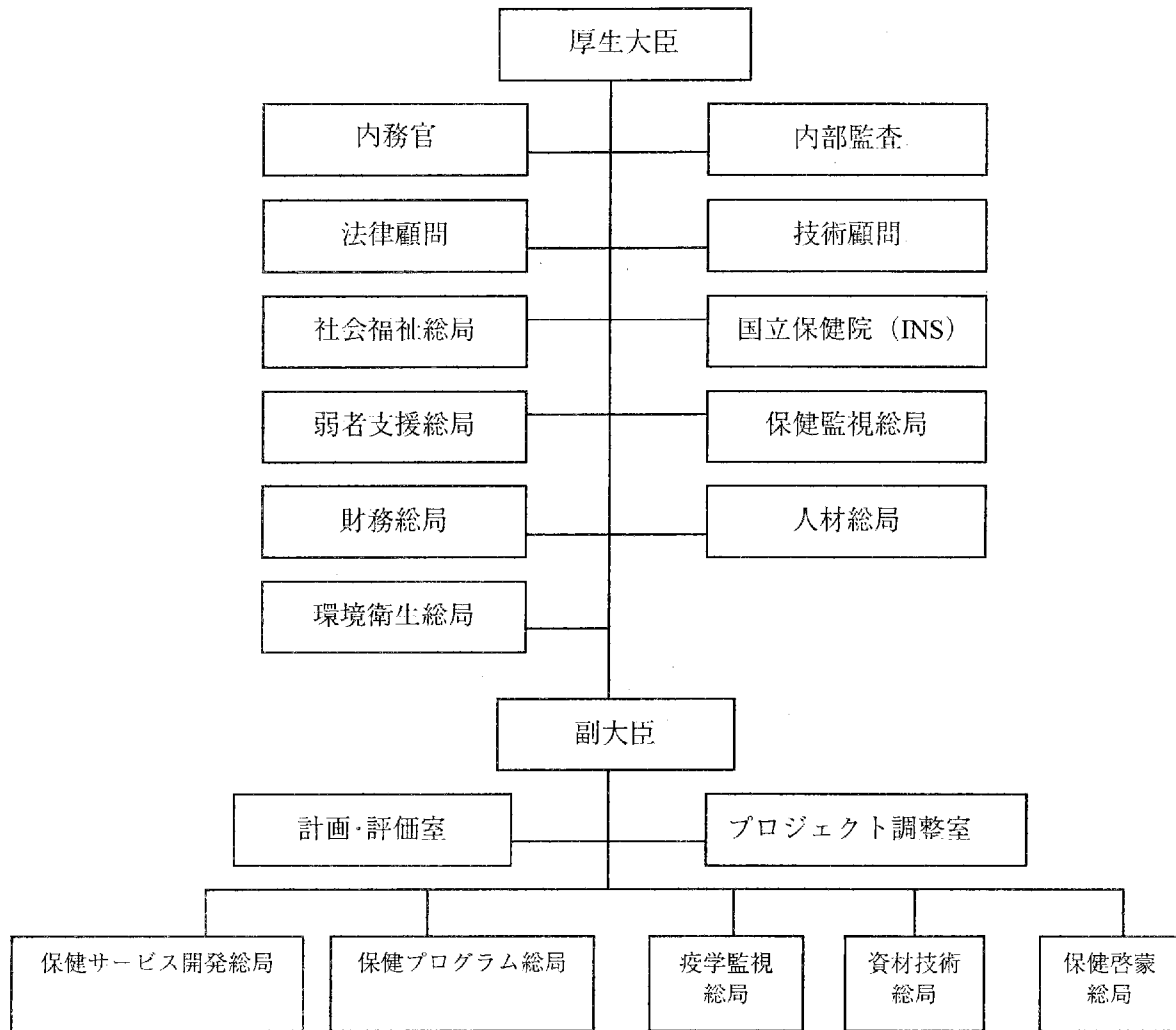 厚生大臣
内務官
内部監査
法律顧問
技術顧問
社会福祉総局
国立保健院（INS）
弱者支援総局
保健監視総局
財務総局
人材総局
環境衛生総局
副大臣
計画・評価室
プロジェクト調整室
保健サービス開発総局
保健プログラム総局
疫学監視
総局
資材技術
総局
保健啓蒙
総局